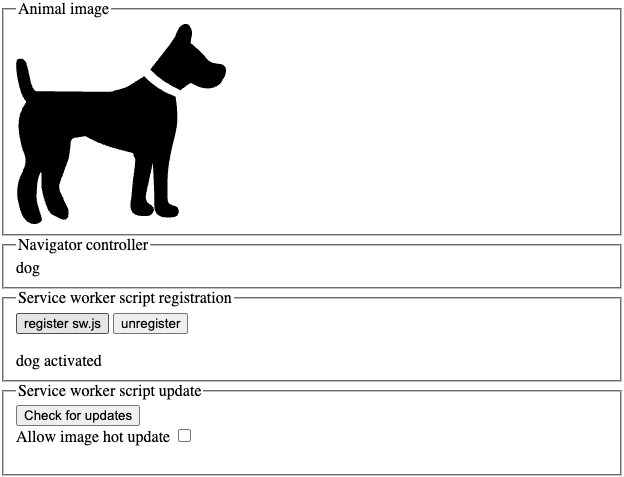 Animal image
Navigator controller
dog
Service worker script registration
register sw.js unregister
dog activated
Service worker script update
Check for updates
Allow image hot update